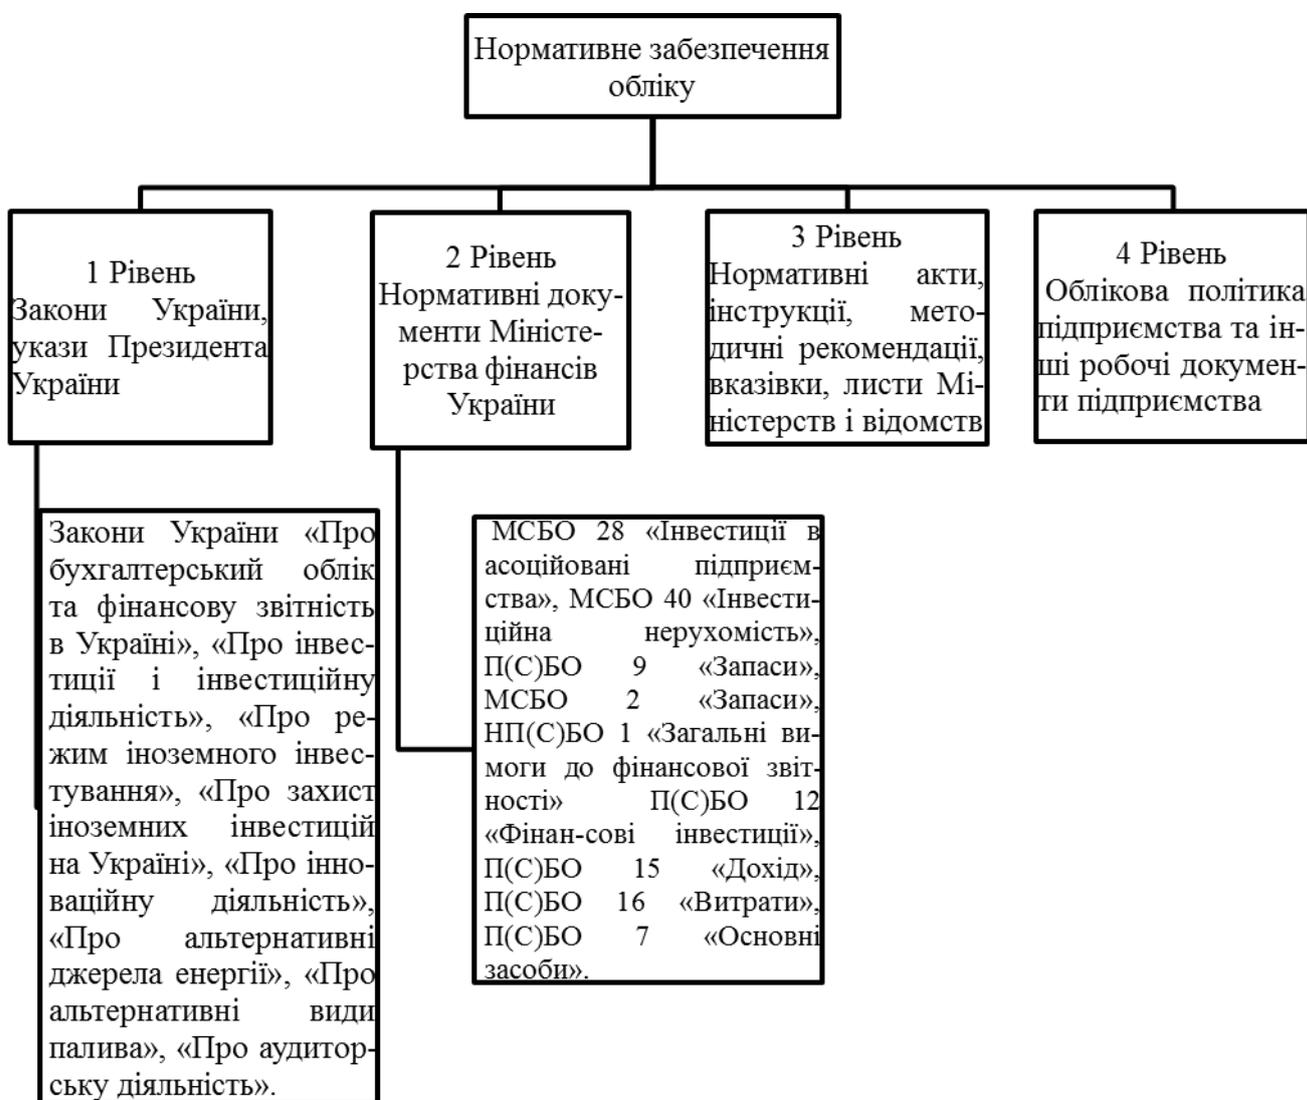 Нормативне забезпечення
обліку
1 Рівень
Закони України,
укази Президента
України
2 Рівень
Нормативні доку-
менти Міністе-
рства фінансів
України
3 Рівень
Нормативні акти,
інструкції, мето-
дичні рекомендації,
вказівки, листи Мі-
ністерств і відомств
4 Рівень
Облікова політика
підприємства та ін-
ші робочі докумен-
ти підприємства
Закони України «Про
бухгалтерський облік
та фінансову звітність
в Україні», «Про інвес-
тиції і інвестиційну
діяльність», «Про ре-
жим іноземного інвес-
тування», «Про захист
іноземних інвестицій
на Україні», «Про інно-
ваційну діяльність»,
«Про альтернативні
джерела енергії», «Про
альтернативні види
палива», «Про аудитор-
ську діяльність».
МСБО 28 «Інвестиції в
асоційовані підприєм-
ства», МСБО 40 «Інвести-
ційна нерухомість»,
П(С)БО 9 «Запаси»,
МСБО 2 «Запаси»,
НП(С)БО 1 «Загальні ви-
моги до фінансової звіт-
ності» П(С)БО 12
«Фінан-сові інвестиції»,
П(С)БО 15 «Дохід»,
П(С)БО 16 «Витрати»,
П(С)БО 7 «Основні
засоби».